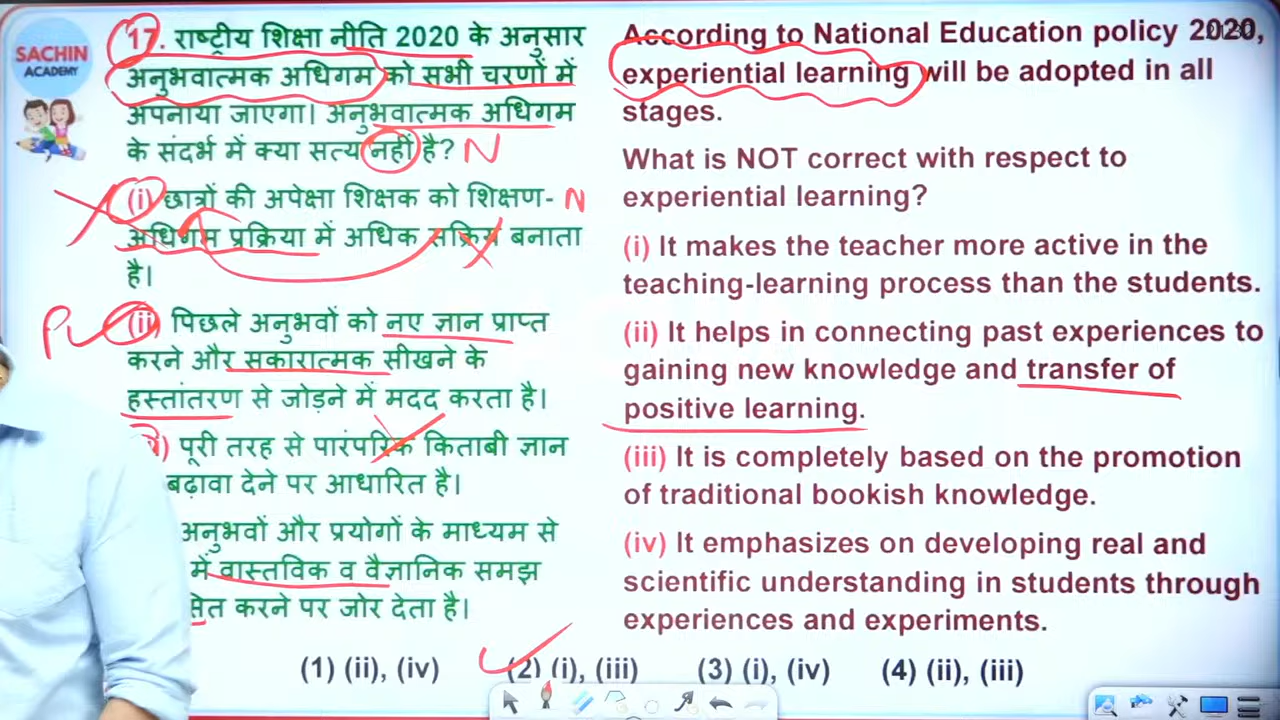 SACHIN
ACADEMY
17. राष्ट्रीय शिक्षा नीति 2020 के अनुसार
अनुभवात्मक अधिगम को सभी चरणों में
अपनाया जाएगा। अनुभवात्मक अधिगम
के संदर्भ में क्या सत्य नहीं है? N
(i) छात्रों की अपेक्षा शिक्षक को शिक्षण- N
अधिगम प्रक्रिया में अधिक सक्रिय बनाता
है।
(ii) पिछले अनुभवों को नए ज्ञान प्राप्त
करने और सकारात्मक सीखने के
हस्तांतरण से जोड़ने में मदद करता है।
पूरी तरह से पारंपरिक किताबी ज्ञान
बढ़ावा देने पर आधारित है।
अनुभवों और प्रयोगों के माध्यम से
में वास्तविक व वैज्ञानिक समझ
करने पर जोर देता है।
According to National Education policy 2020,
experiential learning will be adopted in all
stages.
What is NOT correct with respect to
experiential learning?
(i) It makes the teacher more active in the
teaching-learning process than the students.
(ii) It helps in connecting past experiences to
gaining new knowledge and transfer of
positive learning.
(iii) It is completely based on the promotion
of traditional bookish knowledge.
(iv) It emphasizes on developing real and
scientific understanding in students through
experiences and experiments.
(1) (ii), (iv) (2) (i), (iii) (3) (i), (iv) (4) (ii), (iii)